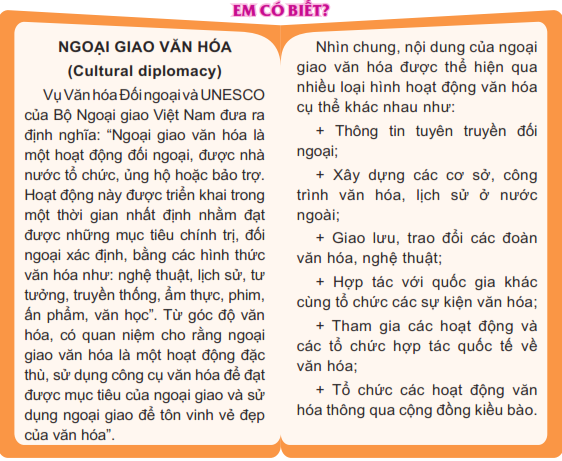 EM CÓ BIẾT?
NGOẠI GIAO VĂN HÓA
(Cultural diplomacy)
Vụ Văn hóa Đối ngoại và UNESCO
của Bộ Ngoại giao Việt Nam đưa ra
định nghĩa: “Ngoại giao văn hóa là
một hoạt động đối ngoại, được nhà
nước tổ chức, ủng hộ hoặc bảo trợ.
Hoạt động này được triển khai trong
một thời gian nhất định nhằm đạt
được những mục tiêu chính trị, đối
ngoại xác định, bằng các hình thức
văn hóa như: nghệ thuật, lịch sử, tư
tưởng, truyền thống, ẩm thực, phim,
ấn phẩm, văn học”. Từ góc độ văn
hóa, có quan niệm cho rằng ngoại
giao văn hóa là một hoạt động đặc
thù, sử dụng công cụ văn hóa để đạt
được mục tiêu của ngoại giao và sử
dụng ngoại giao để tôn vinh vẻ đẹp
của văn hóa”.
Nhìn chung, nội dung của ngoại
giao văn hóa được thể hiện qua
nhiều loại hình hoạt động văn hóa
cụ thể khác nhau như:
+ Thông tin tuyên truyền đối
ngoại;
+ Xây dựng các cơ sở, công
trình văn hóa, lịch sử ở nước
ngoài;
+ Giao lưu, trao đổi các đoàn
văn hóa, nghệ thuật;
+ Hợp tác với quốc gia khác
cùng tổ chức các sự kiện văn hóa;
+ Tham gia các hoạt động và
các tổ chức hợp tác quốc tế về
văn hóa;
+ Tổ chức các hoạt động văn
hóa thông qua cộng đồng kiều bào.